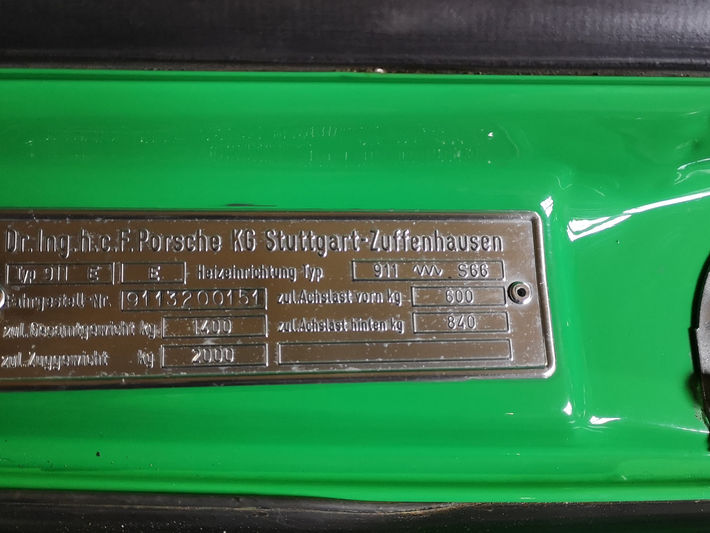 Dr. Ing. h. c. F. Porsche KG Stuttgart-Zuffenhausen
Typ 911 E E Heizeinrichtung-Typ 911 S66
Fahrgestell-Nr. 9113200151 zul. Achslast vorn kg 600
zul. Gesamtgewicht kg. 1400 zul. Achslast hinten kg 840
zul. Zuggewicht kg 2000